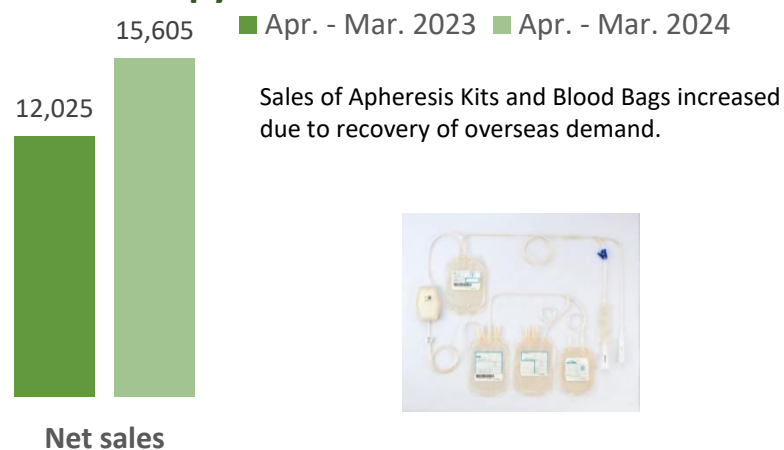 15,605
Apr. - Mar. 2023 Apr. - Mar. 2024
12,025
Sales of Apheresis Kits and Blood Bags increased
due to recovery of overseas demand.
Net sales